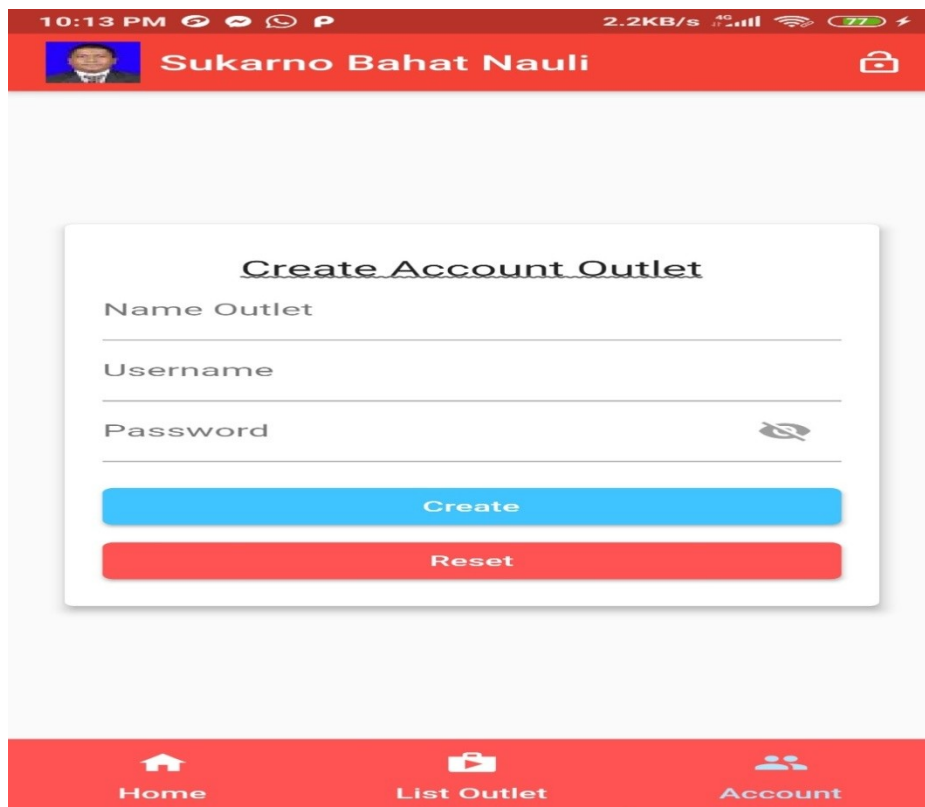 10:13 PM P 2.2KB/s 4G 77
Sukarno Bahat Nauli
Create Account Outlet
Name Outlet
Username
Password
Create
Reset
Home List Outlet Account